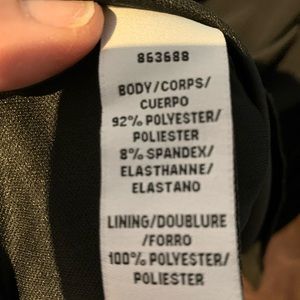 863688
BODY/CORPS/
CUERPO
92% POLYESTER/
POLIESTER
8% SPANDEX/
ELASTHANNE/
ELASTANO
LINING/DOUBLURE
/FORRO
100% POLYESTER/
POLIESTER